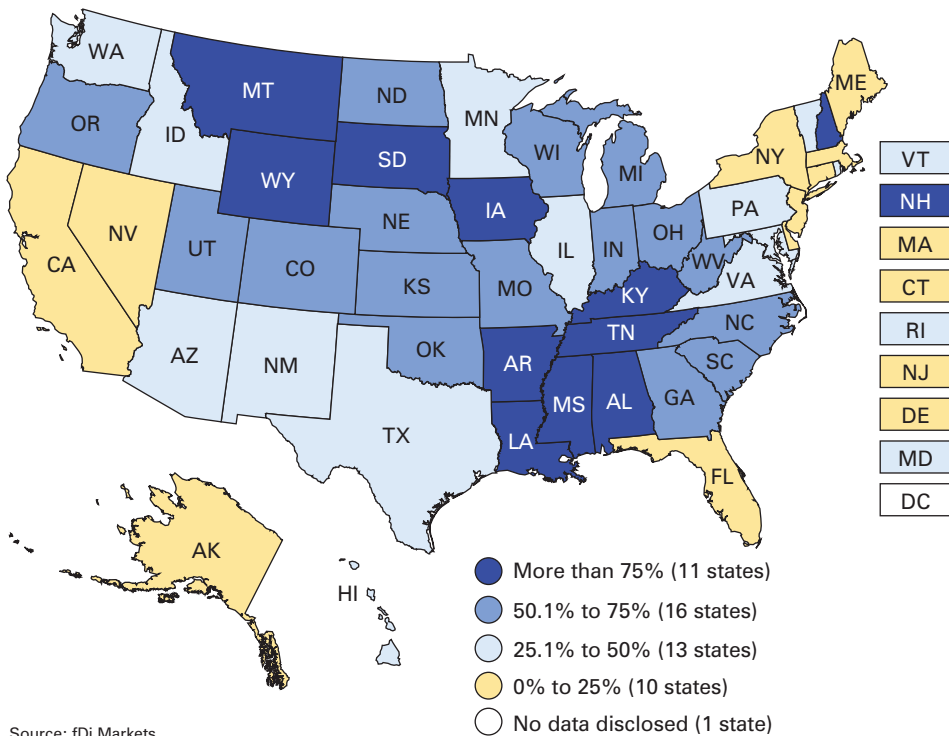 WA
MT
ND
MN
ME
OR
ID
SD
WI
MI
NY
VT
WY
NH
IA
PA
MA
NE
NV
UT
IL
IN
OH
CT
CA
CO
WV
VA
KS
MO
KY
RI
NC
TN
NJ
AZ
NM
OK
AR
SC
DE
MS
AL
GA
TX
LA
MD
FL
DC
AK
HI
More than 75% (11 states)
50.1% to 75% (16 states)
25.1% to 50% (13 states)
0% to 25% (10 states)
No data disclosed (1 state)
Source: fDi Markets